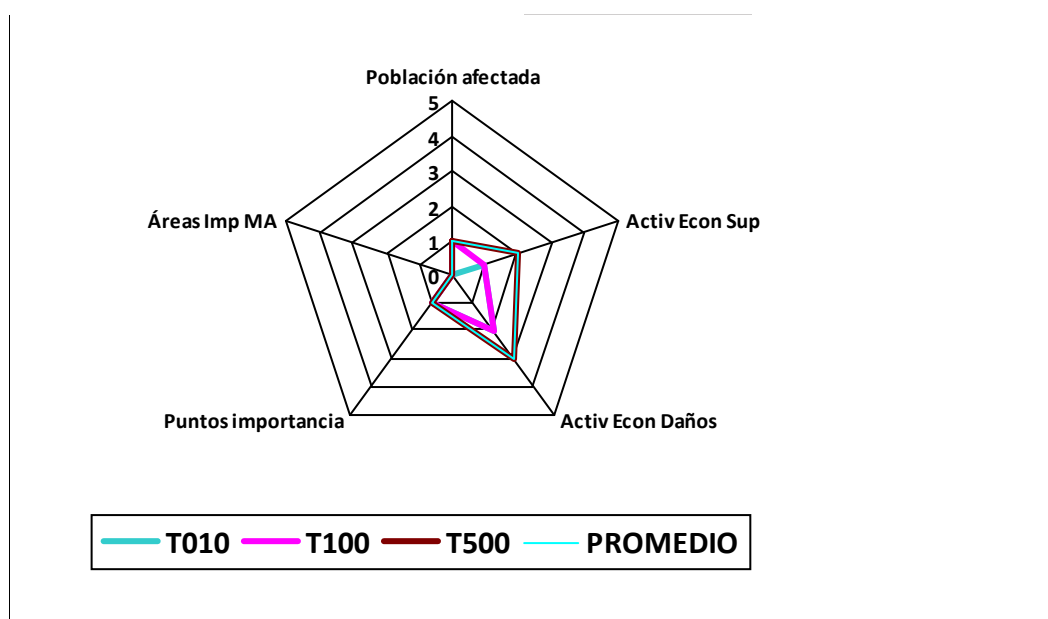 Población afectada
5
4
3
2
1
0
Áreas Imp MA
Activ Econ Sup
Puntos importancia
Activ Econ Daños
T010 T100 T500 PROMEDIO